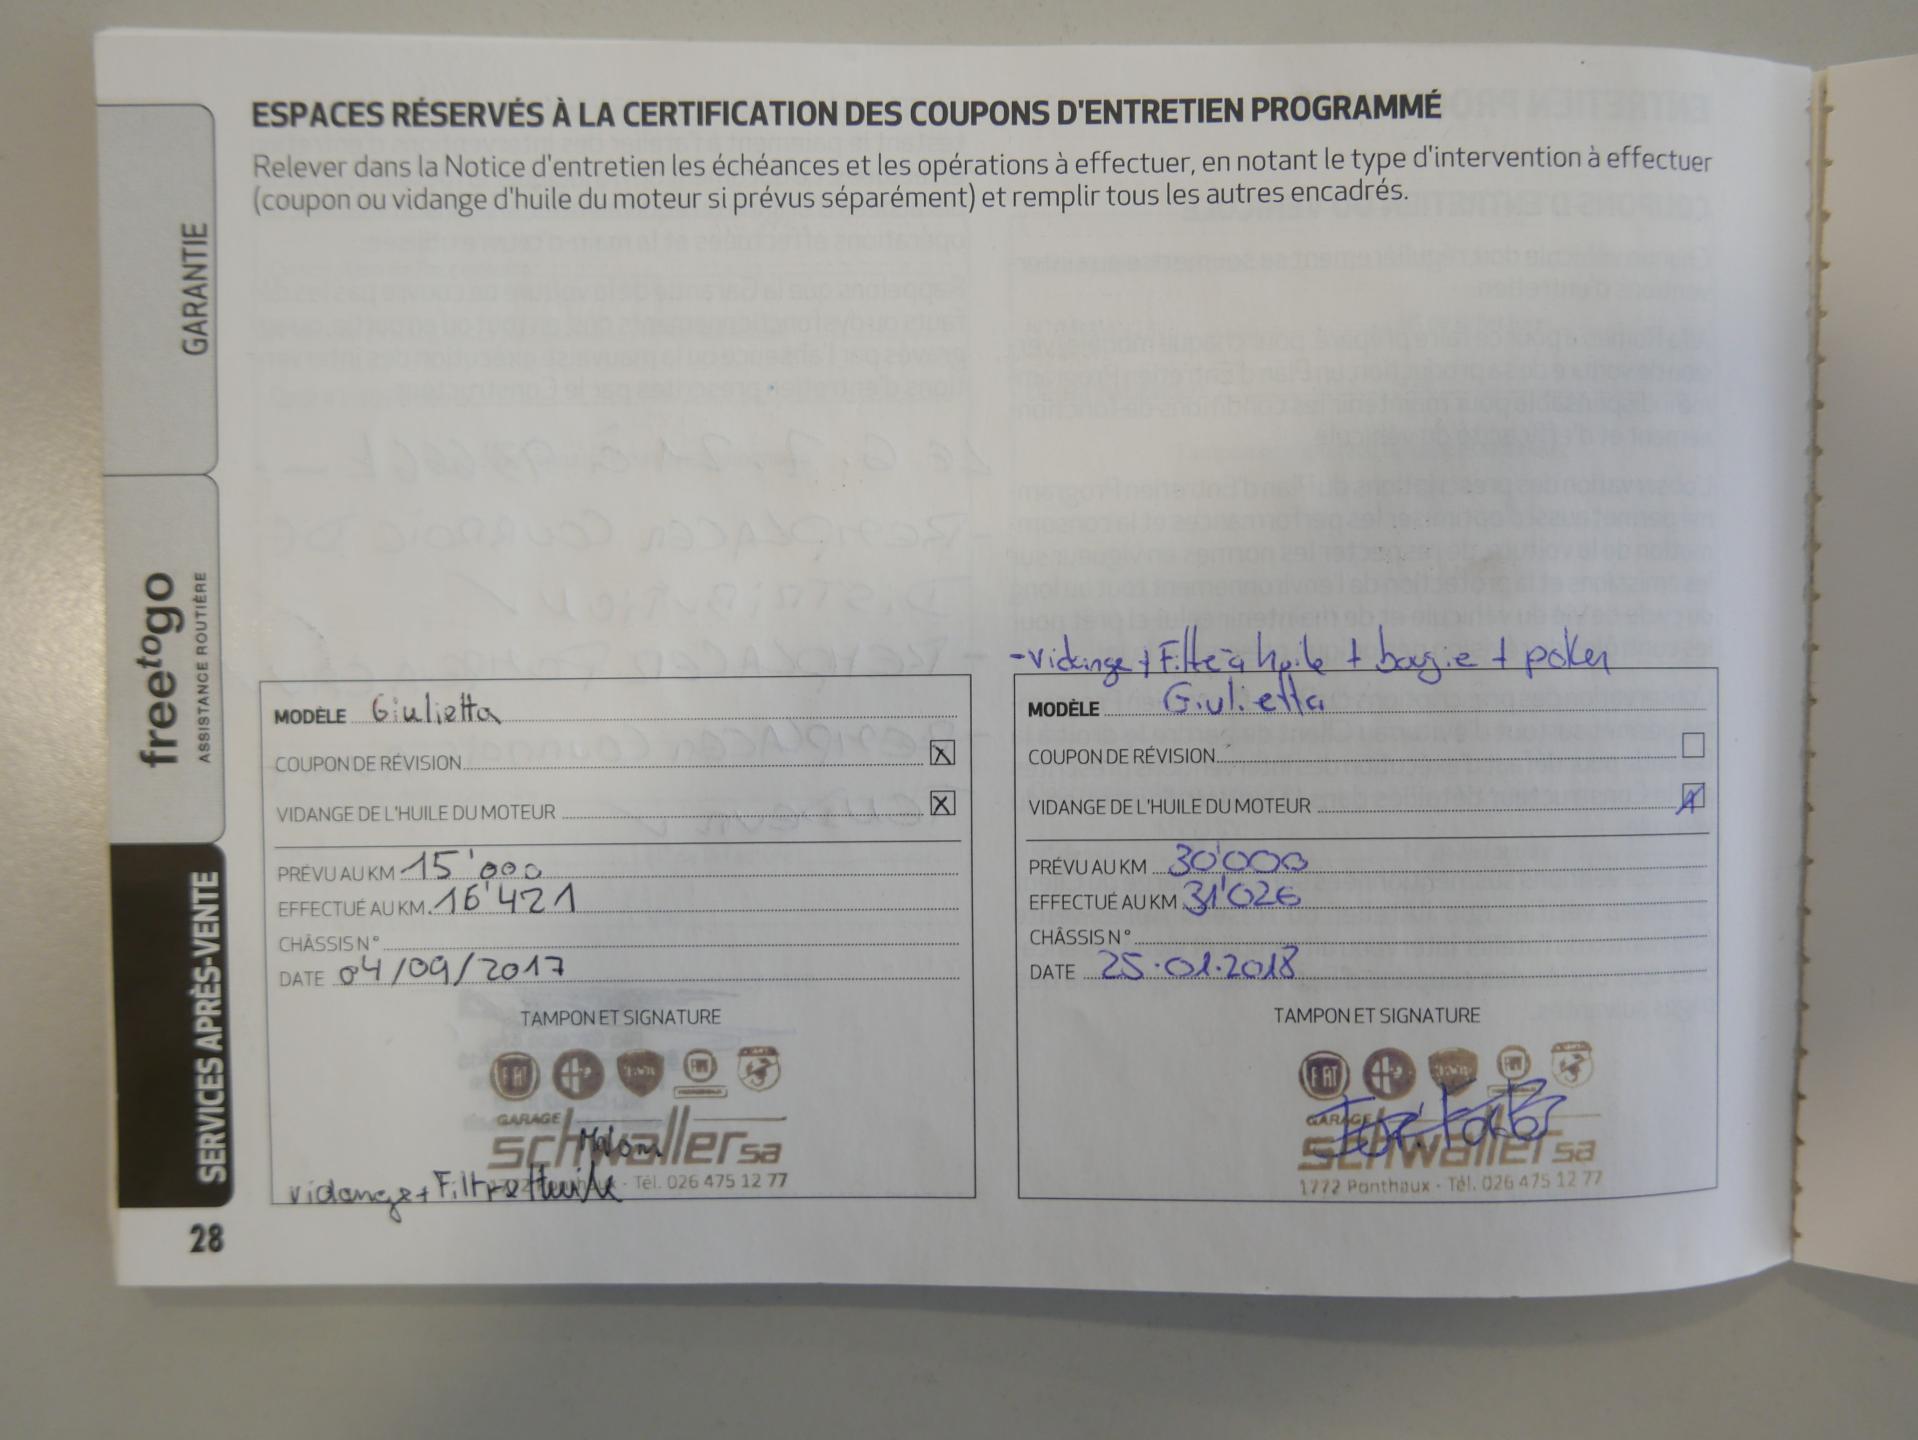 ESPACES RÉSERVÉS À LA CERTIFICATION DES COUPONS D'ENTRETIEN PROGRAMMÉ
Relever dans la Notice d'entretien les échéances et les opérations à effectuer, en notant le type d'intervention à effectuer
(coupon ou vidange d'huile du moteur si prévus séparément) et remplir tous les autres encadrés.
GARANTIE
freetogo
ASSISTANCE ROUTIÈRE
SERVICES APRÈS-VENTE
28
MODÈLE Giulietta
COUPON DE RÉVISION X
VIDANGE DE L'HUILE DU MOTEUR X
PRÉVU AU KM 15'000
EFFECTUÉ AU KM 16'421
CHÂSSIS N°
DATE 04/09/2017
TAMPON ET SIGNATURE
FIAT
GARAGE
schwaller sa
1772 Ponthaux - Tél. 026 475 12 77
vidange + Filtre Huile
- Vidange + Filtre à huile + bougie + pollen
MODÈLE Giulietta
COUPON DE RÉVISION
VIDANGE DE L'HUILE DU MOTEUR
PRÉVU AU KM 30'000
EFFECTUÉ AU KM 31'026
CHÂSSIS N°
DATE 25.01.2018
TAMPON ET SIGNATURE
FIAT
GARAGE
schwaller sa
1772 Ponthaux - Tél. 026 475 12 77